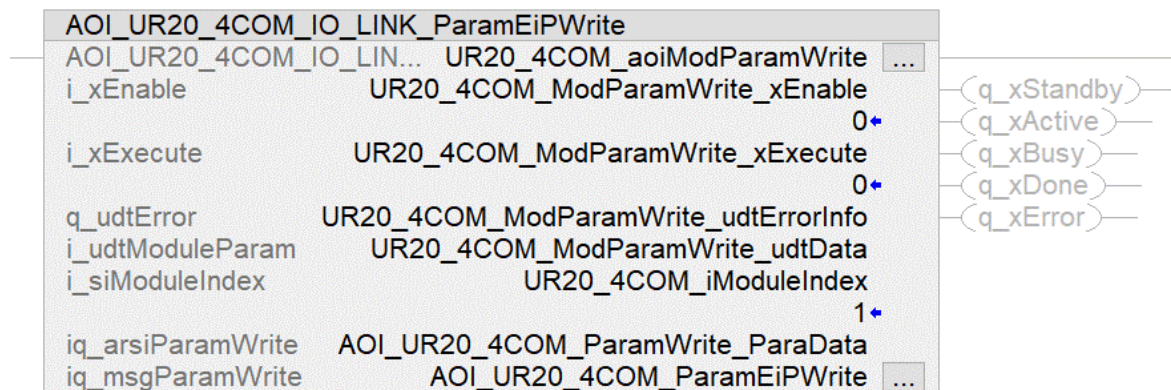 AOI_UR20_4COM_IO_LINK_ParamEiPWrite
AOI_UR20_4COM_IO_LIN... UR20_4COM_aoiModParamWrite ...
i_xEnable UR20_4COM_ModParamWrite_xEnable q_xStandby
0 q_xActive
i_xExecute UR20_4COM_ModParamWrite_xExecute q_xBusy
0 q_xDone
q_udtError UR20_4COM_ModParamWrite_udtErrorInfo q_xError
i_udtModuleParam UR20_4COM_ModParamWrite_udtData
i_siModuleIndex UR20_4COM_iModuleIndex
1
iq_arsiParamWrite AOI_UR20_4COM_ParamWrite_ParaData
iq_msgParamWrite AOI_UR20_4COM_ParamEiPWrite ...